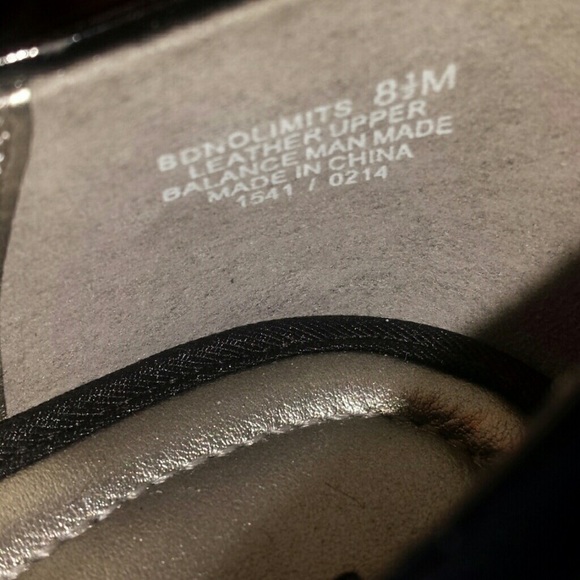 BDNOLIMITS 8½M
LEATHER UPPER
BALANCE MAN MADE
MADE IN CHINA
1541 / 0214